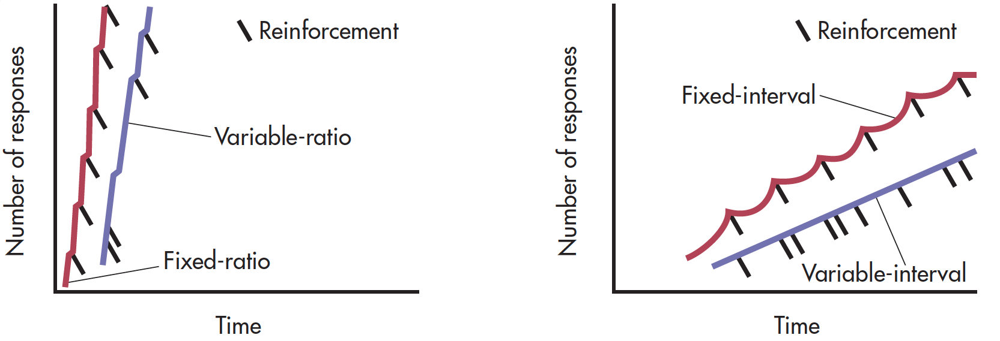 Number of responses
Reinforcement
Variable-ratio
Fixed-ratio
Time
Number of responses
Reinforcement
Fixed-interval
Variable-interval
Time